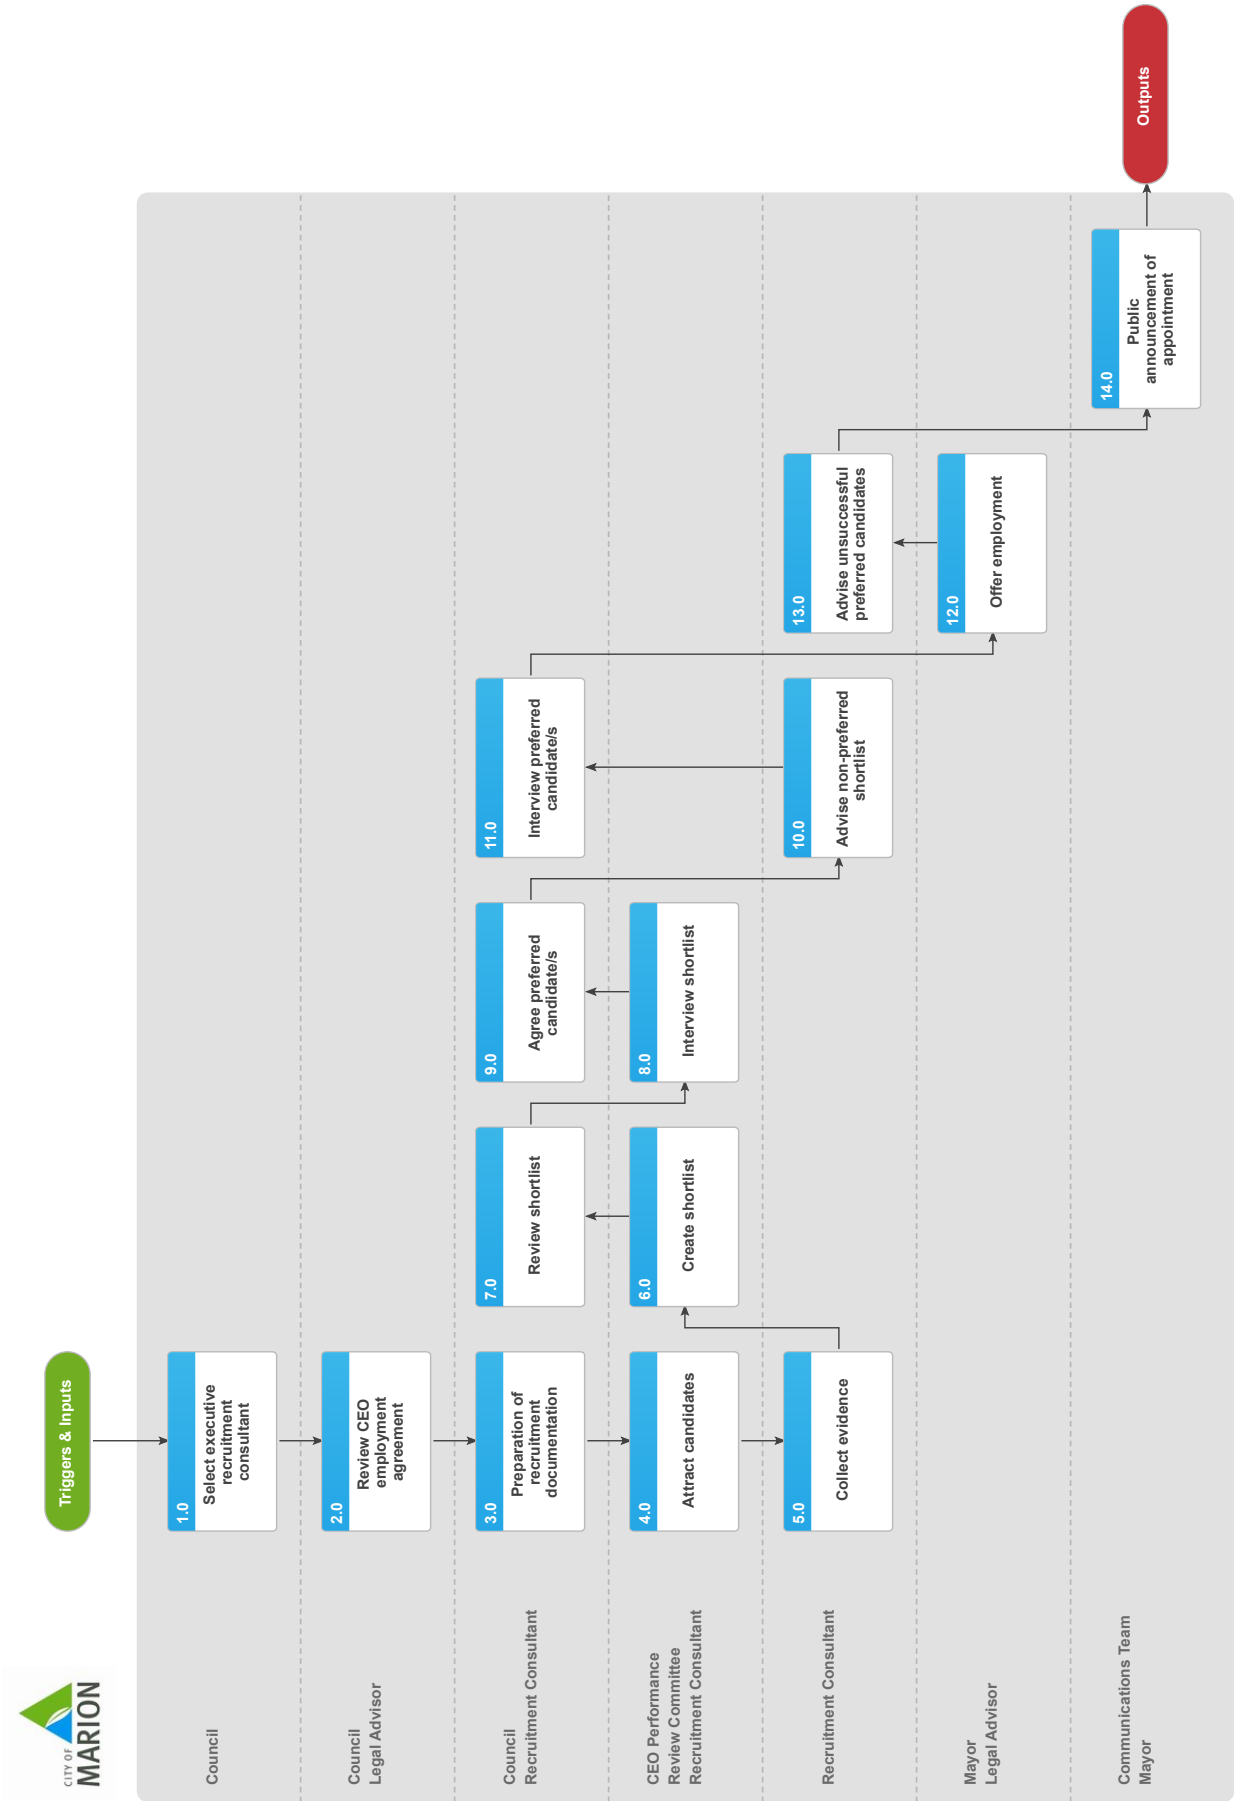 CITY OF
MARION
Triggers & Inputs
Council
1.0
Select executive
recruitment
consultant
Council
Legal Advisor
2.0
Review CEO
employment
agreement
Council
Recruitment Consultant
3.0
Preparation of
recruitment
documentation
7.0
Review shortlist
9.0
Agree preferred
candidate/s
11.0
Interview preferred
candidate/s
CEO Performance
Review Committee
Recruitment Consultant
4.0
Attract candidates
6.0
Create shortlist
8.0
Interview shortlist
Recruitment Consultant
5.0
Collect evidence
10.0
Advise non-preferred
shortlist
13.0
Advise unsuccessful
preferred candidates
Mayor
Legal Advisor
12.0
Offer employment
Communications Team
Mayor
14.0
Public
announcement of
appointment
Outputs